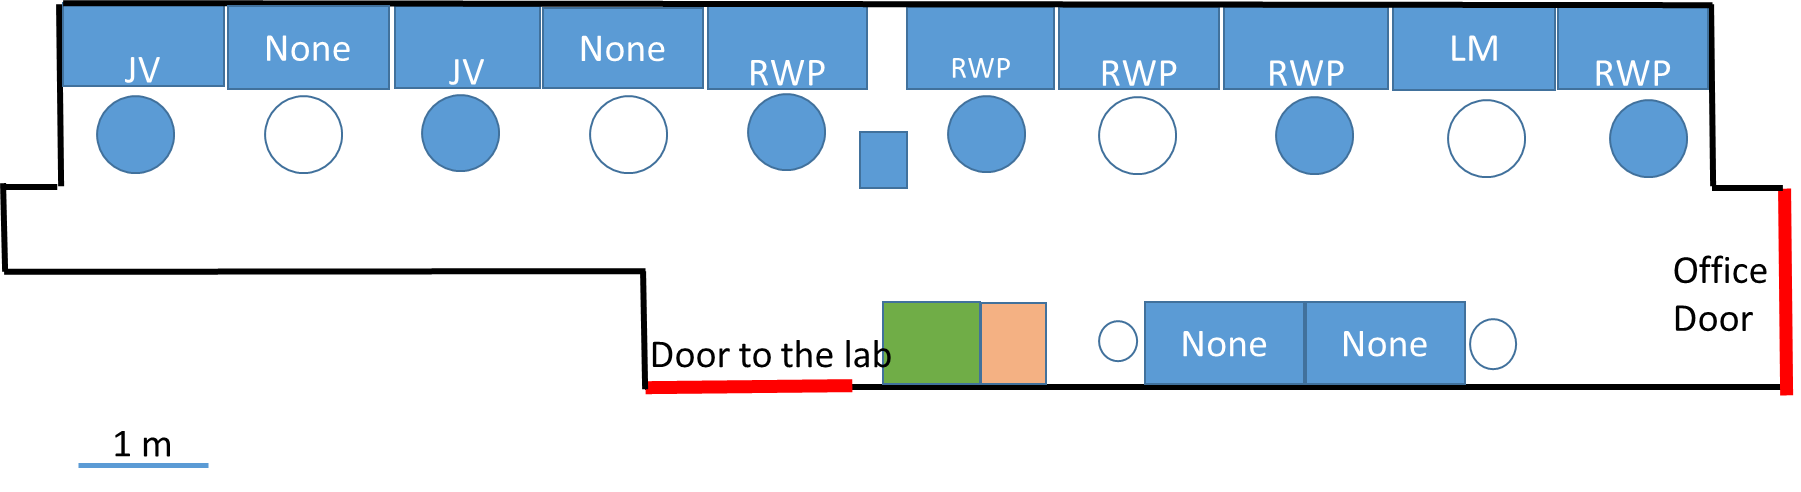 JV
None
JV
None
RWP
RWP
RWP
RWP
LM
RWP
Office
Door
Door to the lab
None
None
1 m